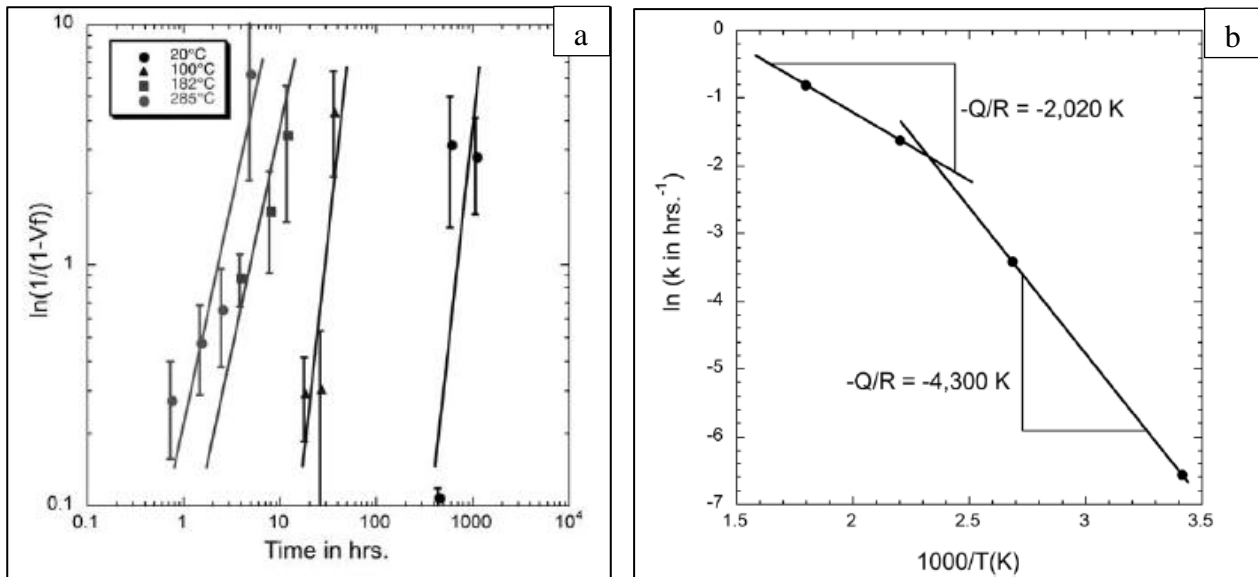 a
10
1
0.1
ln(1/(1-Vf))
20°C
100°C
182°C
285°C
0.1
1
10
100
1000
10⁴
Time in hrs.
b
0
-1
-2
-3
-4
-5
-6
-7
ln (k in hrs.⁻¹)
-Q/R = -2,020 K
-Q/R = -4,300 K
1.5
2
2.5
3
3.5
1000/T(K)